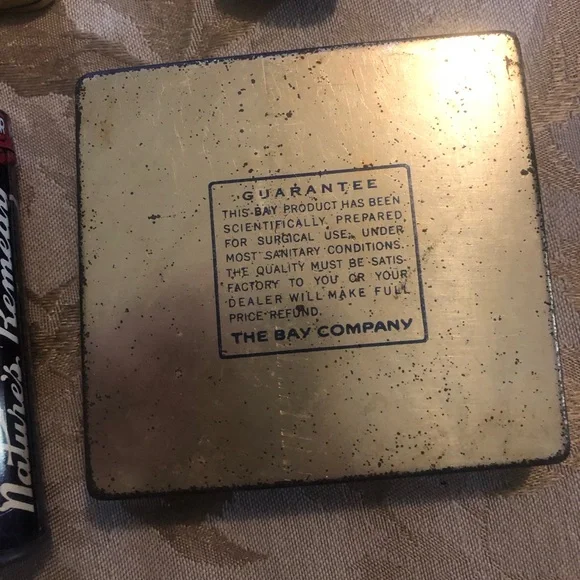 GUARANTEE
THIS BAY PRODUCT HAS BEEN
SCIENTIFICALLY PREPARED
FOR SURGICAL USE, UNDER
MOST SANITARY CONDITIONS.
THE QUALITY MUST BE SATIS-
FACTORY TO YOU OR YOUR
DEALER WILL MAKE FULL
PRICE REFUND.
THE BAY COMPANY
Nature's Remedy